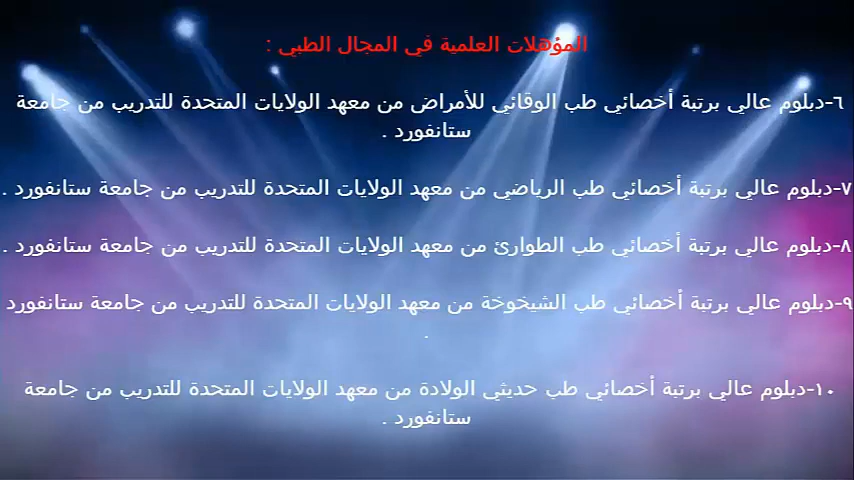 المؤهلات العلمية في المجال الطبي :
٦-دبلوم عالي برتبة أخصائي طب الوقائي للأمراض من معهد الولايات المتحدة للتدريب من جامعة
ستانفورد .
٧-دبلوم عالي برتبة أخصائي طب الرياضي من معهد الولايات المتحدة للتدريب من جامعة ستانفورد .
٨-دبلوم عالي برتبة أخصائي طب الطوارئ من معهد الولايات المتحدة للتدريب من جامعة ستانفورد .
٩-دبلوم عالي برتبة أخصائي طب الشيخوخة من معهد الولايات المتحدة للتدريب من جامعة ستانفورد
.
١٠-دبلوم عالي برتبة أخصائي طب حديثي الولادة من معهد الولايات المتحدة للتدريب من جامعة
ستانفورد .